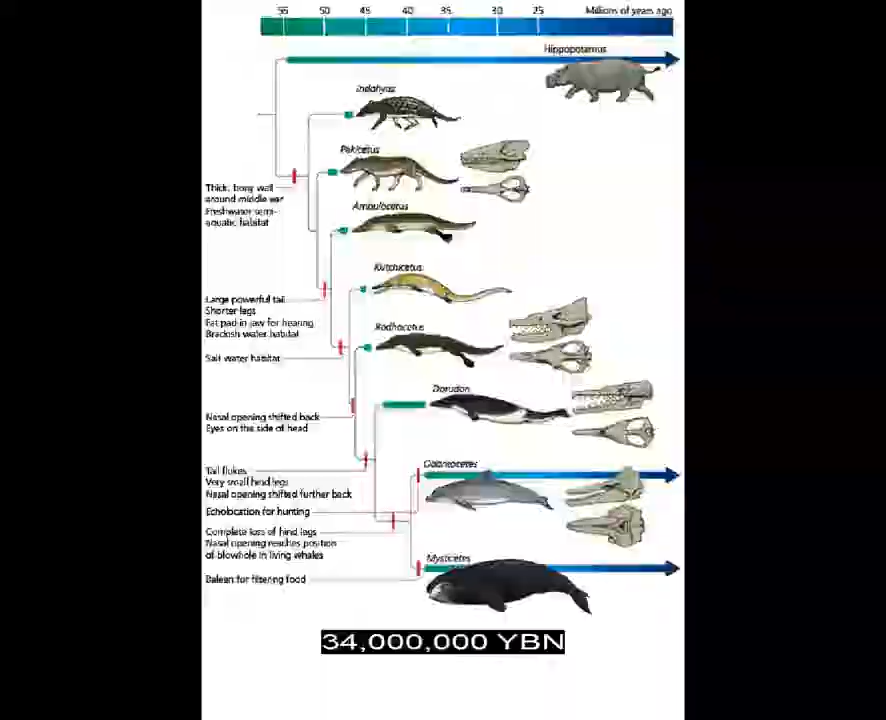 55 50 45 40 35 30 25 Millions of years ago
Hippopotamus
Indohyus
Pakicetus
Thick, bony wall
around middle ear
Freshwater semi-
aquatic habitat
Ambulocetus
Kutchicetus
Large powerful tail
Shorter legs
Fat pad in jaw for hearing
Brackish water habitat
Rodhocetus
Salt water habitat
Dorudon
Nasal opening shifted back
Eyes on the side of head
Odontocetes
Tail flukes
Very small hind legs
Nasal opening shifted further back
Echolocation for hunting
Complete loss of hind legs
Nasal opening reaches position
of blowhole in living whales
Mysticetes
Baleen for filtering food
34,000,000 YBN